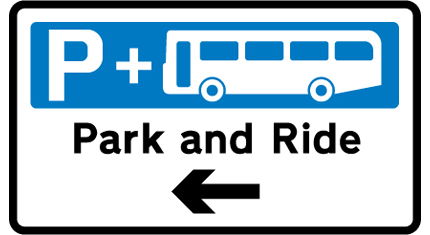 P +
Park and Ride